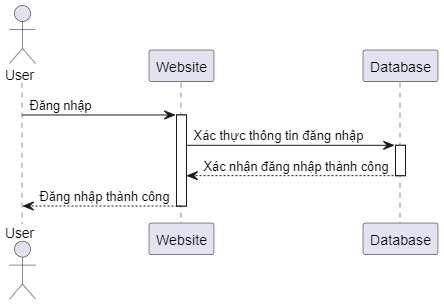 User
Website
Database
Đăng nhập
Xác thực thông tin đăng nhập
Xác nhận đăng nhập thành công
Đăng nhập thành công
User
Website
Database